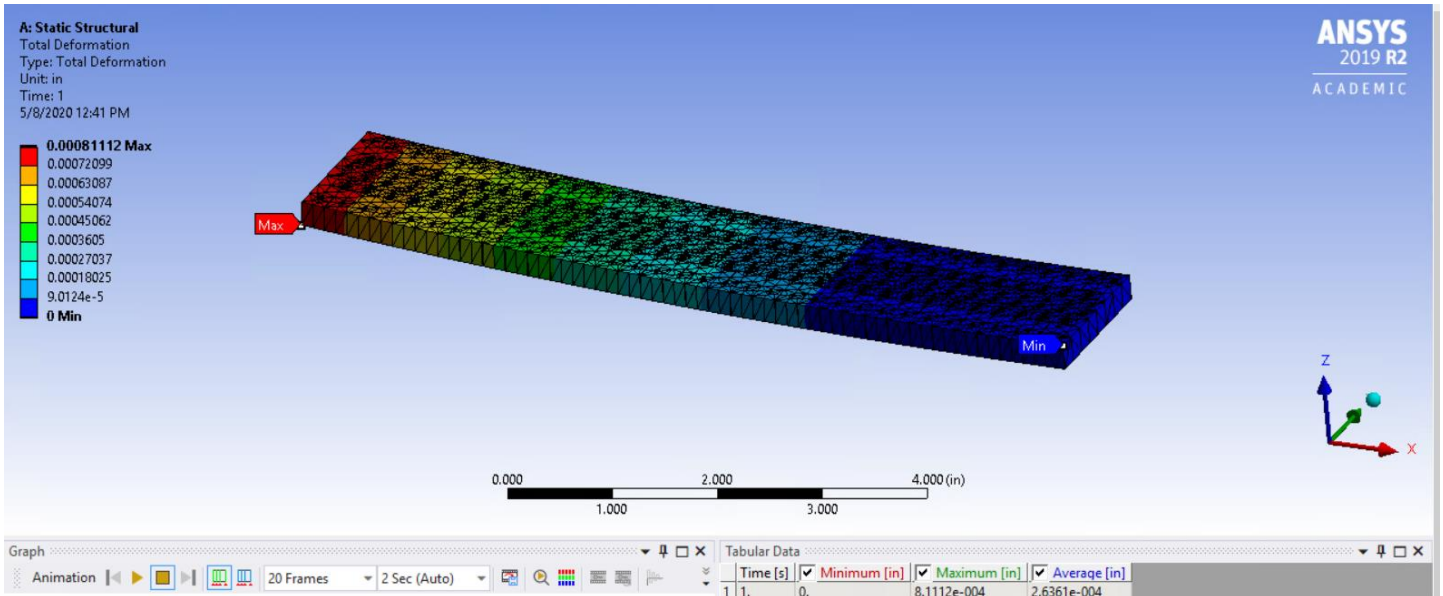 A: Static Structural
Total Deformation
Type: Total Deformation
Unit: in
Time: 1
5/8/2020 12:41 PM
0.00081112 Max
0.00072099
0.00063087
0.00054074
0.00045062
0.0003605
0.00027037
0.00018025
9.0124e-5
0 Min
ANSYS
2019 R2
ACADEMIC
Max
Min
Z
X
0.000 2.000 4.000 (in)
1.000 3.000
Graph
Animation 20 Frames 2 Sec (Auto)
Tabular Data
Time [s] Minimum [in] Maximum [in] Average [in]
1 1. 0. 8.1112e-004 2.6361e-004